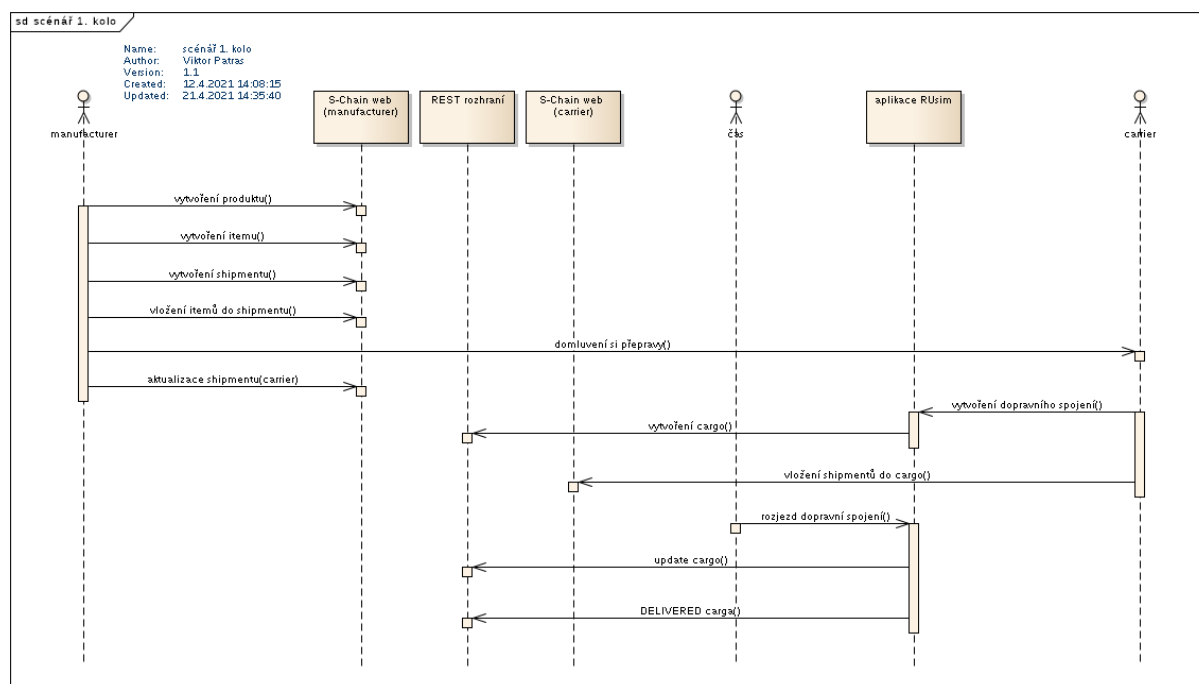 sd scénář 1. kolo
Name: scénář 1. kolo
Author: Viktor Patras
Version: 1.1
Created: 12.4.2021 14:08:15
Updated: 21.4.2021 14:35:40
manufacturer
S-Chain web
(manufacturer)
REST rozhraní
S-Chain web
(carrier)
čas
aplikace RUsim
carrier
vytvoření produktu()
vytvoření itemu()
vytvoření shipmentu()
vložení itemů do shipmentu()
domluvení si přepravy()
aktualizace shipmentu(carrier)
vytvoření dopravního spojení()
vytvoření cargo()
vložení shipmentů do cargo()
rozjezd dopravní spojení()
update cargo()
DELIVERED carga()